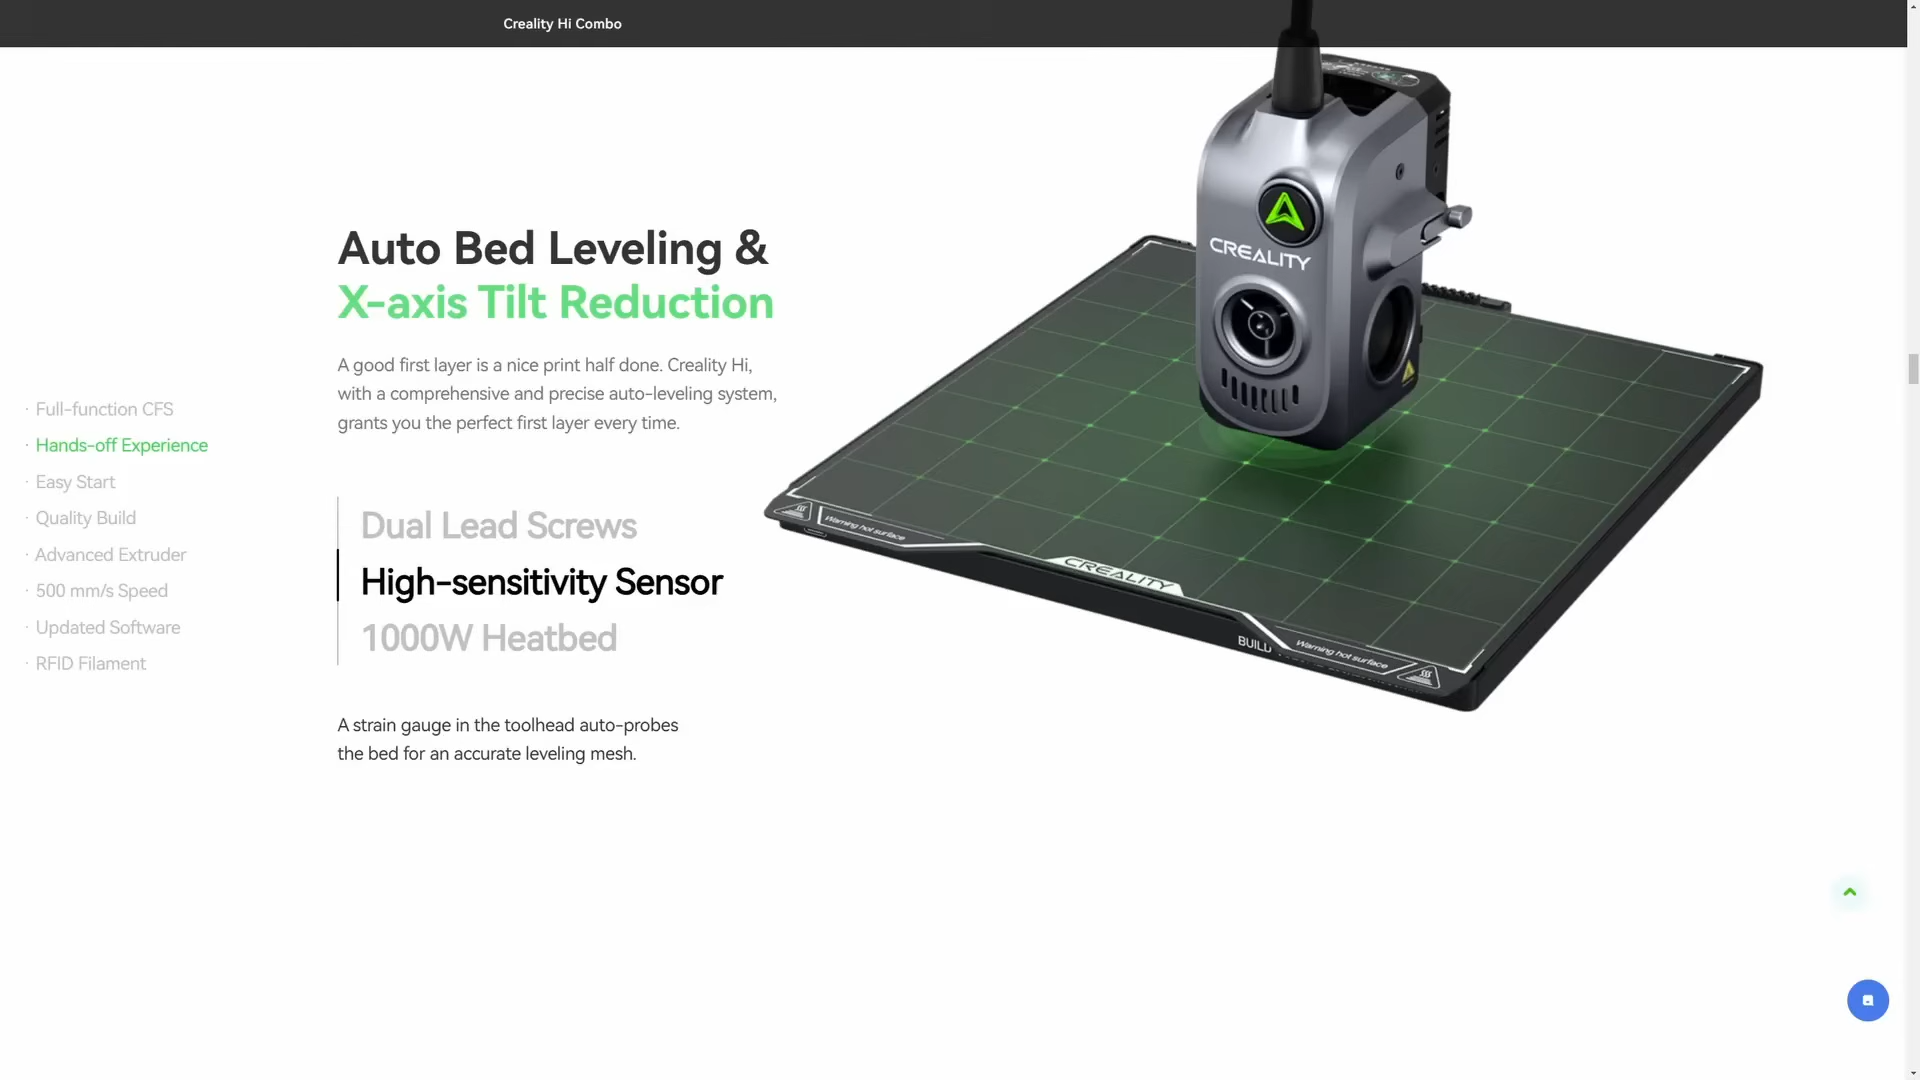 Creality Hi Combo
Auto Bed Leveling &
X-axis Tilt Reduction
A good first layer is a nice print half done. Creality Hi,
with a comprehensive and precise auto-leveling system,
grants you the perfect first layer every time.
· Full-function CFS
· Hands-off Experience
· Easy Start
· Quality Build
· Advanced Extruder
· 500 mm/s Speed
· Updated Software
· RFID Filament
Dual Lead Screws
High-sensitivity Sensor
1000W Heatbed
A strain gauge in the toolhead auto-probes
the bed for an accurate leveling mesh.
CREALITY
Warning hot surface
CREALITY
BUILD
Warning hot surface